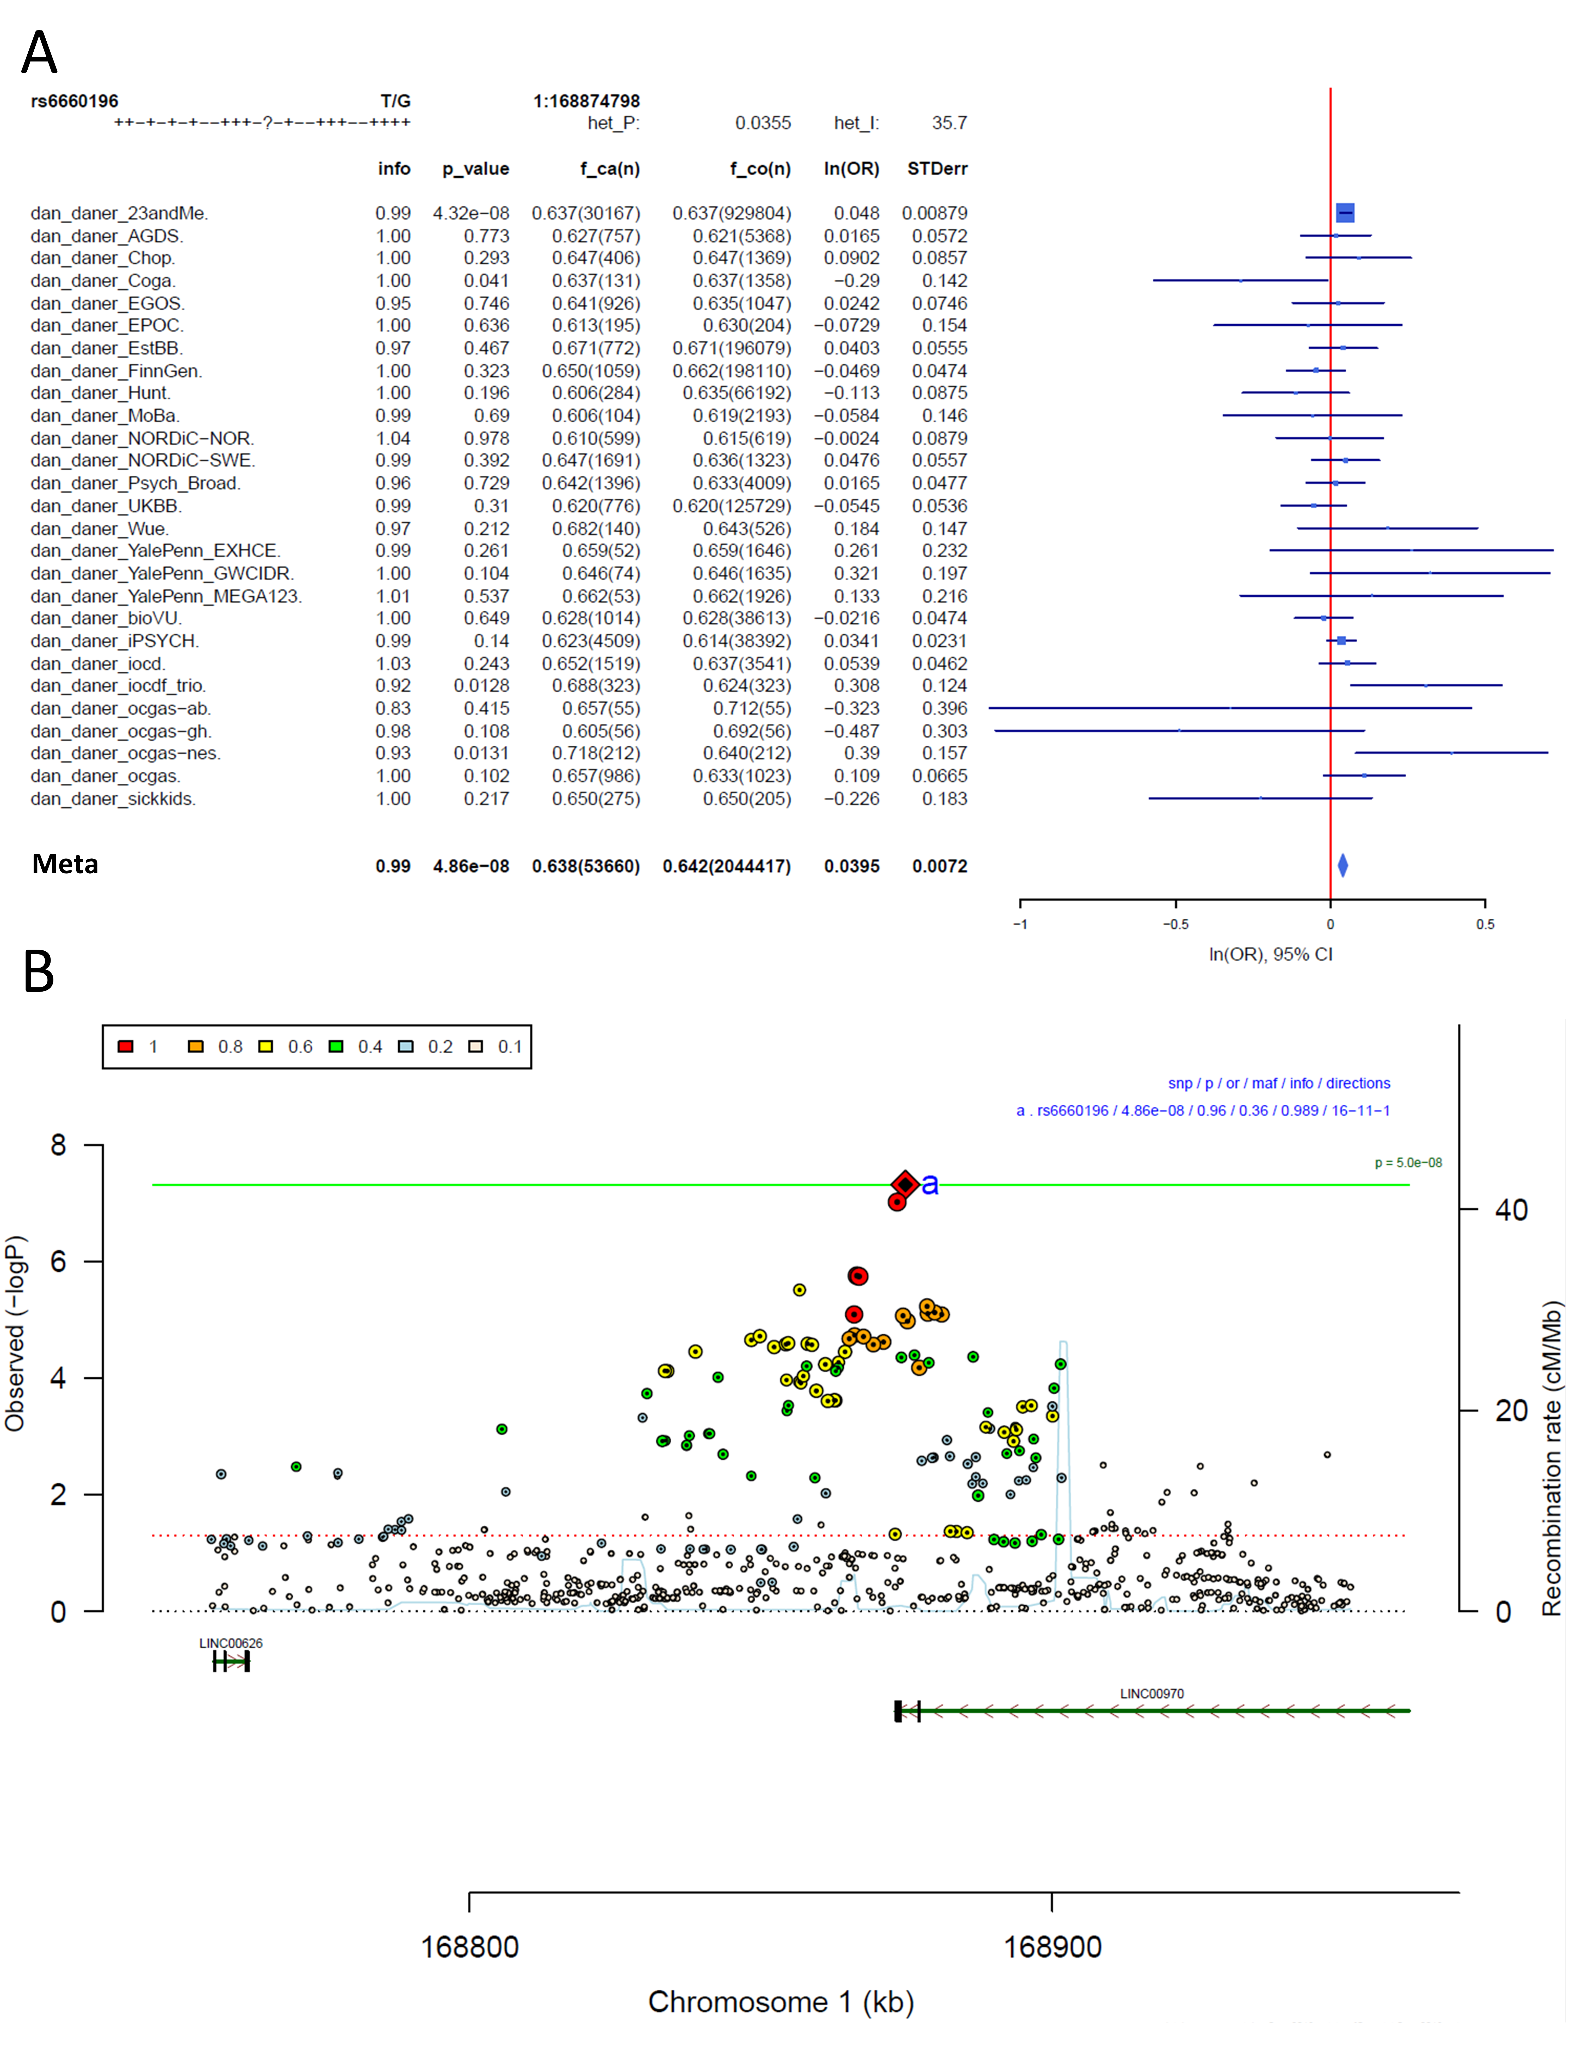 A
rs6660196 T/G 1:168874798
++−+−+−+−−+++−?−+−−+++−−++++ het_P: 0.0355 het_I: 35.7
info p_value f_ca(n) f_co(n) ln(OR) STDerr
dan_daner_23andMe. 0.99 4.32e−08 0.637(30167) 0.637(929804) 0.048 0.00879
dan_daner_AGDS. 1.00 0.773 0.627(757) 0.621(5368) 0.0165 0.0572
dan_daner_Chop. 1.00 0.293 0.647(406) 0.647(1369) 0.0902 0.0857
dan_daner_Coga. 1.00 0.041 0.637(131) 0.637(1358) −0.29 0.142
dan_daner_EGOS. 0.95 0.746 0.641(926) 0.635(1047) 0.0242 0.0746
dan_daner_EPOC. 1.00 0.636 0.613(195) 0.630(204) −0.0729 0.154
dan_daner_EstBB. 0.97 0.467 0.671(772) 0.671(196079) 0.0403 0.0555
dan_daner_FinnGen. 1.00 0.323 0.650(1059) 0.662(198110) −0.0469 0.0474
dan_daner_Hunt. 1.00 0.196 0.606(284) 0.635(66192) −0.113 0.0875
dan_daner_MoBa. 0.99 0.69 0.606(104) 0.619(2193) −0.0584 0.146
dan_daner_NORDiC−NOR. 1.04 0.978 0.610(599) 0.615(619) −0.0024 0.0879
dan_daner_NORDiC−SWE. 0.99 0.392 0.647(1691) 0.636(1323) 0.0476 0.0557
dan_daner_Psych_Broad. 0.96 0.729 0.642(1396) 0.633(4009) 0.0165 0.0477
dan_daner_UKBB. 0.99 0.31 0.620(776) 0.620(125729) −0.0545 0.0536
dan_daner_Wue. 0.97 0.212 0.682(140) 0.643(526) 0.184 0.147
dan_daner_YalePenn_EXHCE. 0.99 0.261 0.659(52) 0.659(1646) 0.261 0.232
dan_daner_YalePenn_GWCIDR. 1.00 0.104 0.646(74) 0.646(1635) 0.321 0.197
dan_daner_YalePenn_MEGA123. 1.01 0.537 0.662(53) 0.662(1926) 0.133 0.216
dan_daner_bioVU. 1.00 0.649 0.628(1014) 0.628(38613) −0.0216 0.0474
dan_daner_iPSYCH. 0.99 0.14 0.623(4509) 0.614(38392) 0.0341 0.0231
dan_daner_iocd. 1.03 0.243 0.652(1519) 0.637(3541) 0.0539 0.0462
dan_daner_iocdf_trio. 0.92 0.0128 0.688(323) 0.624(323) 0.308 0.124
dan_daner_ocgas−ab. 0.83 0.415 0.657(55) 0.712(55) −0.323 0.396
dan_daner_ocgas−gh. 0.98 0.108 0.605(56) 0.692(56) −0.487 0.303
dan_daner_ocgas−nes. 0.93 0.0131 0.718(212) 0.640(212) 0.39 0.157
dan_daner_ocgas. 1.00 0.102 0.657(986) 0.633(1023) 0.109 0.0665
dan_daner_sickkids. 1.00 0.217 0.650(275) 0.650(205) −0.226 0.183
Meta 0.99 4.86e−08 0.638(53660) 0.642(2044417) 0.0395 0.0072
−1 −0.5 0 0.5
ln(OR), 95% CI
B
1 0.8 0.6 0.4 0.2 0.1
snp / p / or / maf / info / directions
a . rs6660196 / 4.86e−08 / 0.96 / 0.36 / 0.989 / 16−11−1
p = 5.0e−08
a
8
6
4
2
0
Observed (−logP)
40
20
0
Recombination rate (cM/Mb)
LINC00626
LINC00970
168800 168900
Chromosome 1 (kb)